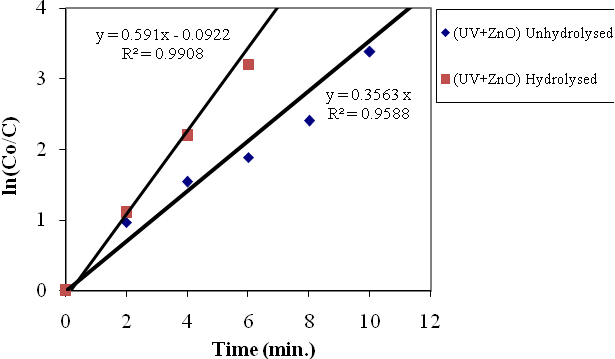 y = 0.591x - 0.0922
R² = 0.9908
(UV+ZnO) Unhydrolysed
(UV+ZnO) Hydrolysed
y = 0.3563 x
R² = 0.9588
ln(Co/C)
4
3
2
1
0
0 2 4 6 8 10 12
Time (min.)